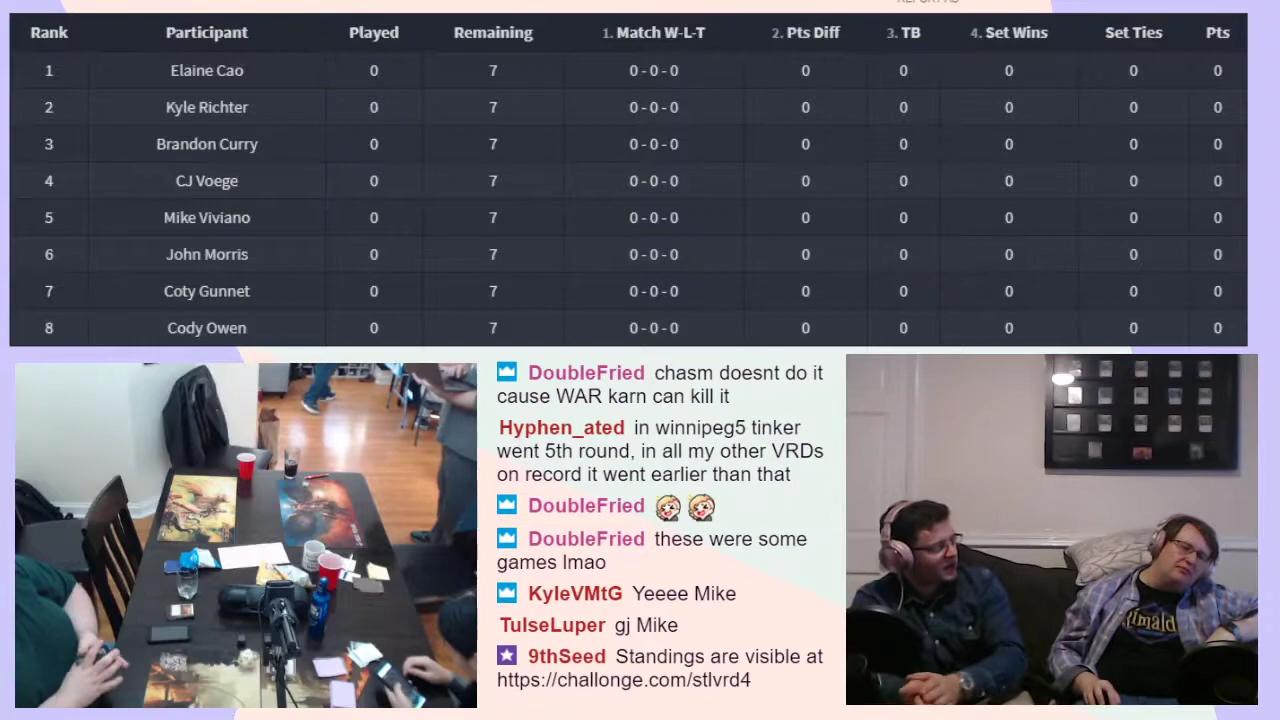 Rank Participant Played Remaining 1. Match W-L-T 2. Pts Diff 3. TB 4. Set Wins Set Ties Pts
1 Elaine Cao 0 7 0 - 0 - 0 0 0 0 0 0
2 Kyle Richter 0 7 0 - 0 - 0 0 0 0 0 0
3 Brandon Curry 0 7 0 - 0 - 0 0 0 0 0 0
4 CJ Voege 0 7 0 - 0 - 0 0 0 0 0 0
5 Mike Viviano 0 7 0 - 0 - 0 0 0 0 0 0
6 John Morris 0 7 0 - 0 - 0 0 0 0 0 0
7 Coty Gunnet 0 7 0 - 0 - 0 0 0 0 0 0
8 Cody Owen 0 7 0 - 0 - 0 0 0 0 0 0
DoubleFried chasm doesnt do it
cause WAR karn can kill it
Hyphen_ated in winnipeg5 tinker
went 5th round, in all my other VRDs
on record it went earlier than that
DoubleFried
DoubleFried these were some
games lmao
KyleVMtG Yeeee Mike
TulseLuper gj Mike
9thSeed Standings are visible at
https://challonge.com/stlvrd4